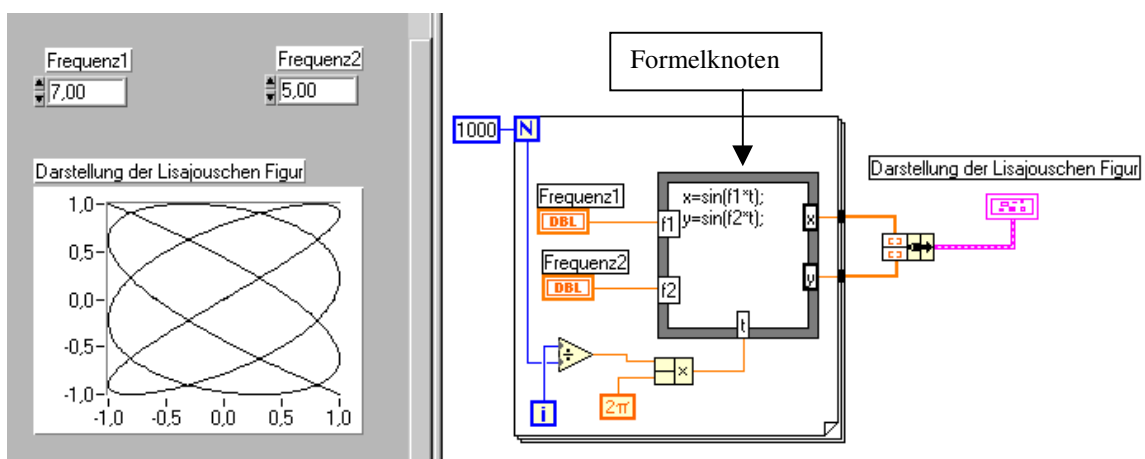 Frequenz1
7,00
Frequenz2
5,00
Darstellung der Lisajouschen Figur
1,0
0,5
0,0
-0,5
-1,0
-1,0 -0,5 0,0 0,5 1,0
Formelknoten
1000 N
Frequenz1
DBL
Frequenz2
DBL
f1
f2
x=sin(f1*t);
y=sin(f2*t);
x
y
t
÷
x
2π
i
Darstellung der Lisajouschen Figur